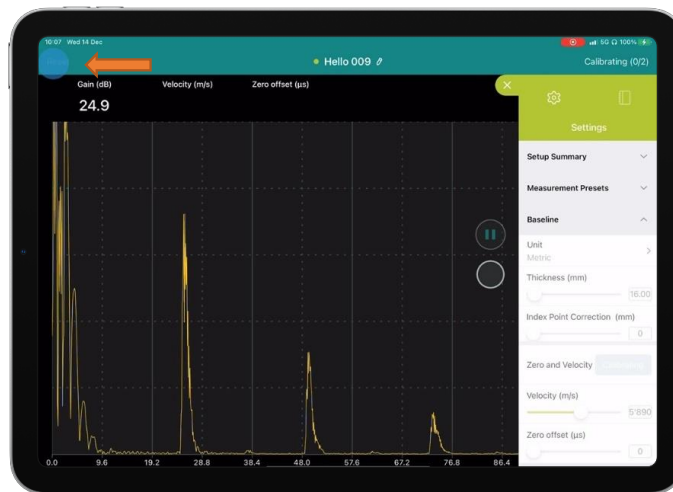 16:07 Wed 14 Dec
5G 100%
Hello 009
Calibrating (0/2)
Gain (dB)
Velocity (m/s)
Zero offset (µs)
24.9
Settings
Setup Summary
Measurement Presets
Baseline
Unit
Metric
Thickness (mm)
16.00
Index Point Correction (mm)
0
Zero and Velocity
Velocity (m/s)
5'890
Zero offset (µs)
0
0.0 9.6 19.2 28.8 38.4 48.0 57.6 67.2 76.8 86.4